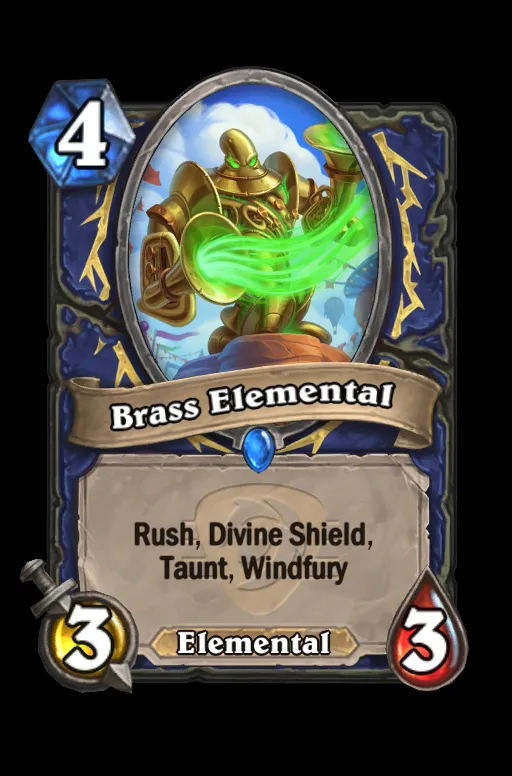 4
Brass Elemental
Rush, Divine Shield,
Taunt, Windfury
3
Elemental
3